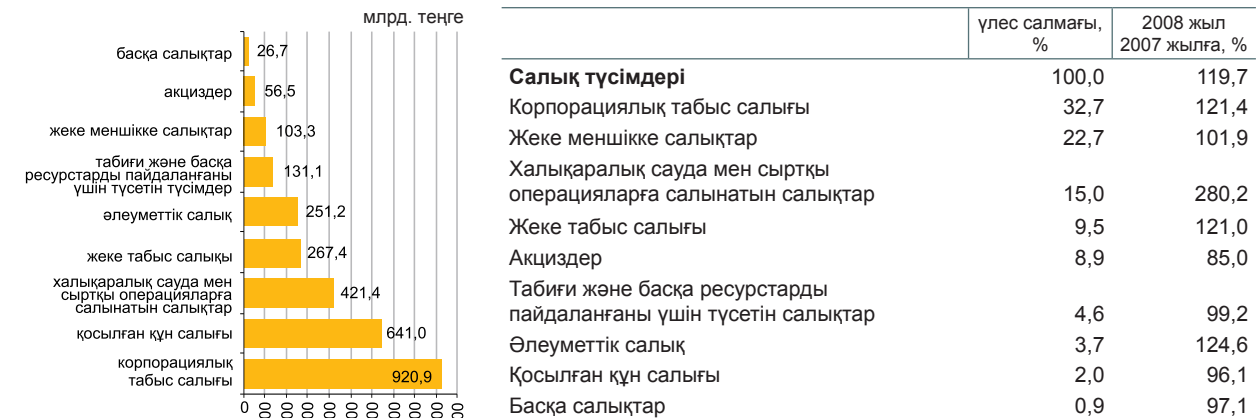 млрд. теңге
басқа салықтар 26,7
акциздер 56,5
жеке меншікке салықтар 103,3
табиғи және басқа
ресурстарды пайдаланғаны 131,1
үшін түсетін түсімдер
әлеуметтік салық 251,2
жеке табыс салықы 267,4
халықаралық сауда мен
сыртқы операцияларға 421,4
салынатын салықтар
қосылған құн салығы 641,0
корпорациялық
табыс салығы 920,9
үлес салмағы, 2008 жыл
% 2007 жылға, %
Салық түсімдері 100,0 119,7
Корпорациялық табыс салығы 32,7 121,4
Жеке меншікке салықтар 22,7 101,9
Халықаралық сауда мен сыртқы
операцияларға салынатын салықтар 15,0 280,2
Жеке табыс салығы 9,5 121,0
Акциздер 8,9 85,0
Табиғи және басқа ресурстарды
пайдаланғаны үшін түсетін салықтар 4,6 99,2
Әлеуметтік салық 3,7 124,6
Қосылған құн салығы 2,0 96,1
Басқа салықтар 0,9 97,1